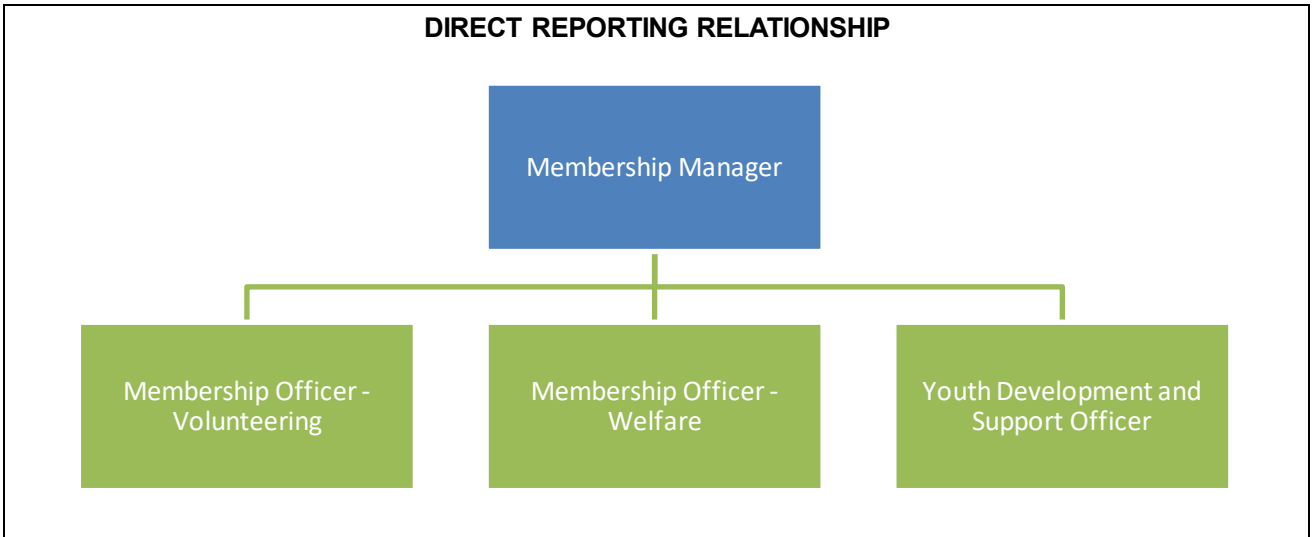 DIRECT REPORTING RELATIONSHIP
Membership Manager
Membership Officer -
Volunteering
Membership Officer -
Welfare
Youth Development and
Support Officer